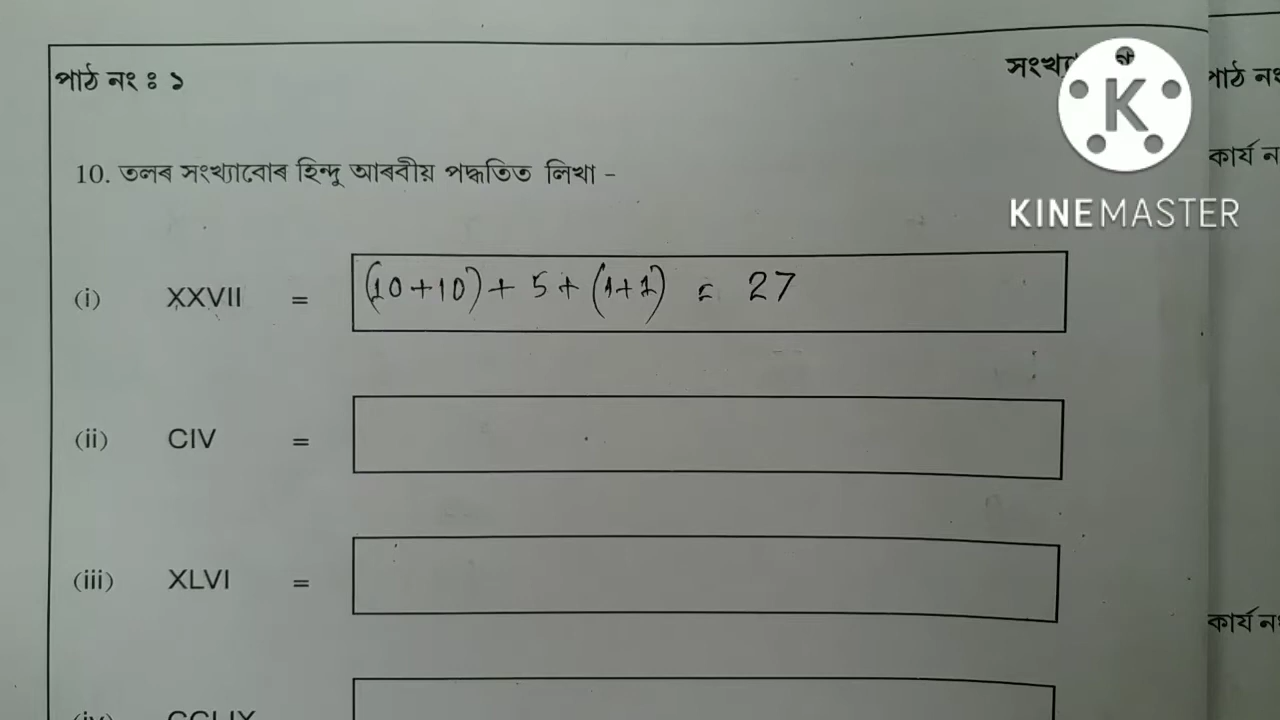 পাঠ নং ঃ ১
K
KINEMASTER
10. তলৰ সংখ্যাবোৰ হিন্দু আৰবীয় পদ্ধতিত লিখা -
(i) XXVII = (10+10) + 5 + (1+1) = 27
(ii) CIV =
(iii) XLVI =
পাঠ নং
কাৰ্য নং
কাৰ্য নং